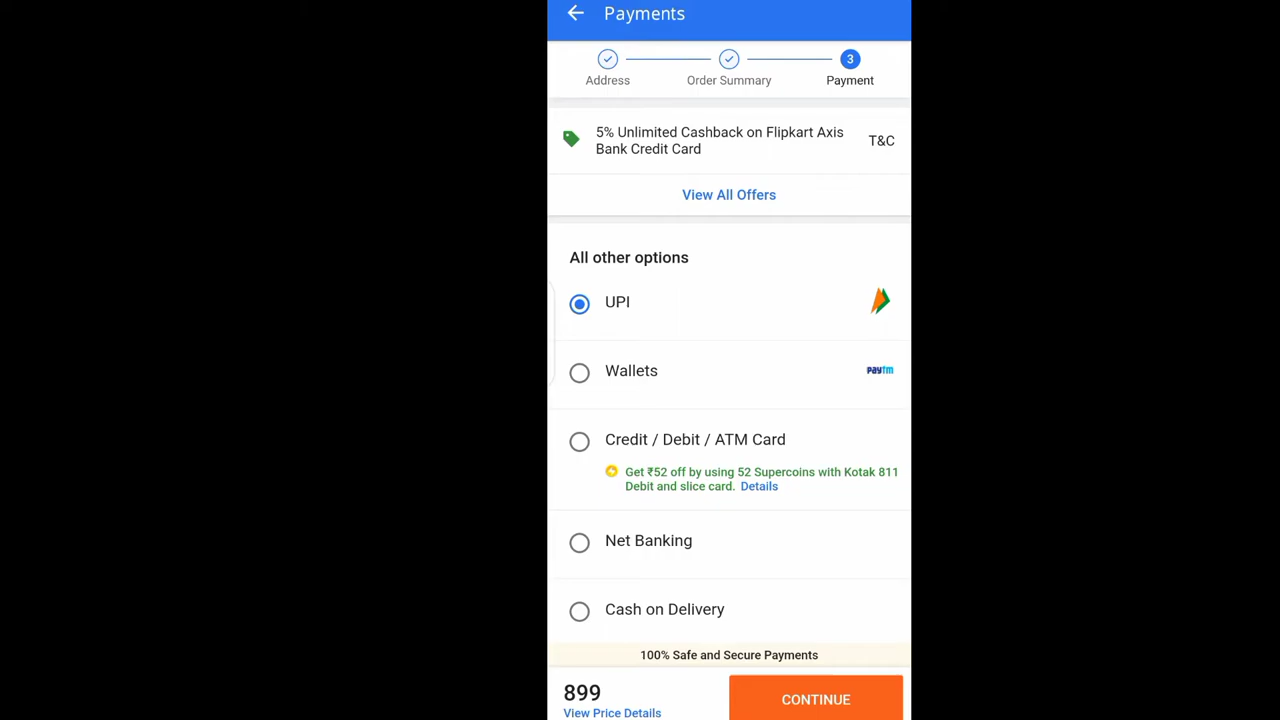 Payments
3
Address
Order Summary
Payment
5% Unlimited Cashback on Flipkart Axis
Bank Credit Card
T&C
View All Offers
All other options
UPI
Wallets
paytm
Credit / Debit / ATM Card
Get ₹52 off by using 52 Supercoins with Kotak 811
Debit and slice card. Details
Net Banking
Cash on Delivery
100% Safe and Secure Payments
899
View Price Details
CONTINUE